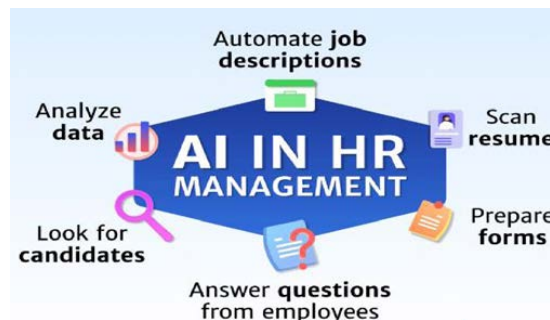 Automate job
descriptions
Analyze
data
Scan
resume
AI IN HR
MANAGEMENT
Look for
candidates
Prepare
forms
Answer questions
from employees